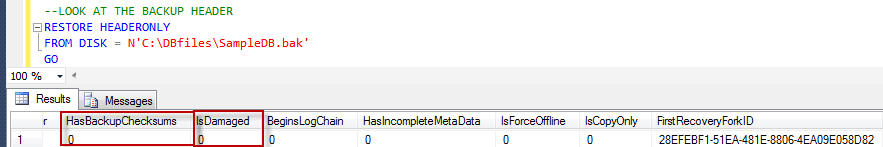 --LOOK AT THE BACKUP HEADER
RESTORE HEADERONLY
FROM DISK = N'C:\DBfiles\SampleDB.bak'
GO
100 %
Results Messages
r HasBackupChecksums IsDamaged BeginsLogChain HasIncompleteMetaData IsForceOffline IsCopyOnly FirstRecoveryForkID
1 0 0 0 0 0 0 28EFEBF1-51EA-481E-8806-4EA09E058D82